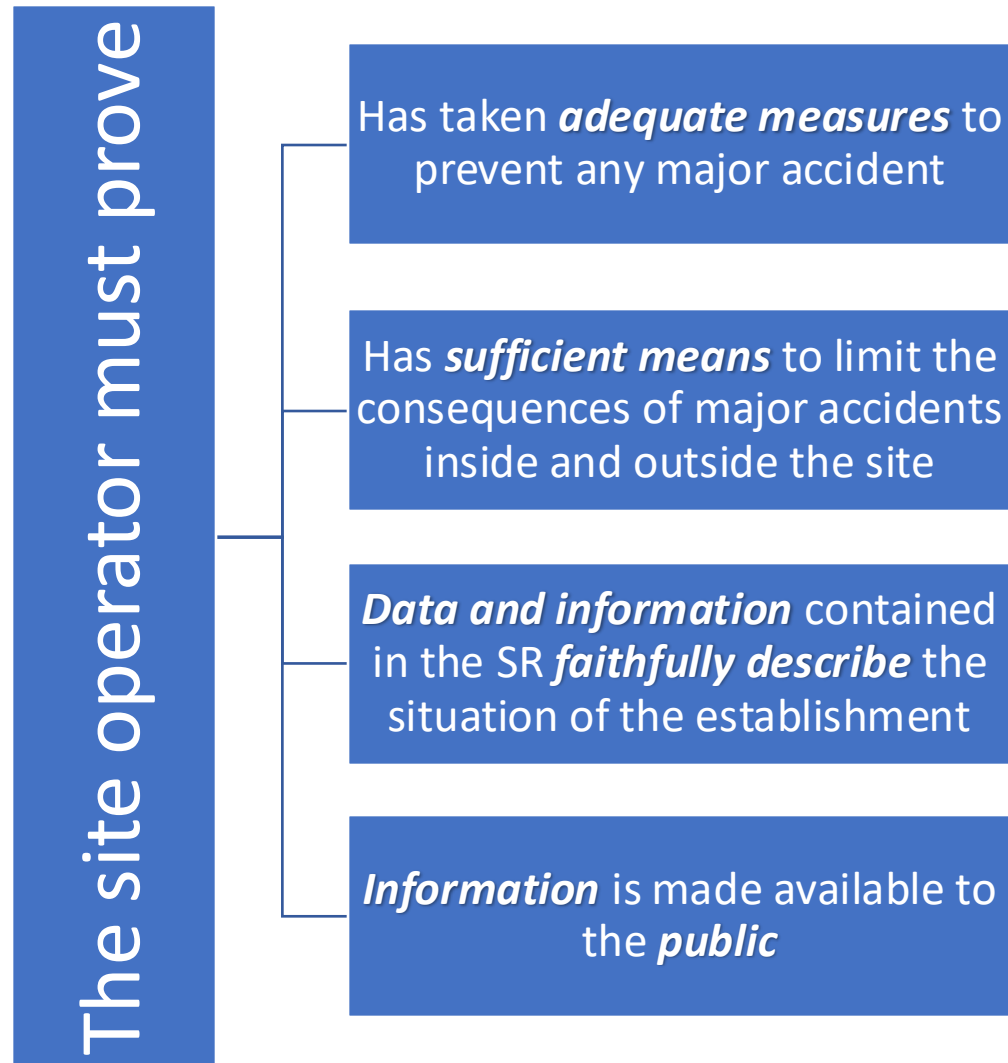 The site operator must prove
Has taken adequate measures to
prevent any major accident
Has sufficient means to limit the
consequences of major accidents
inside and outside the site
Data and information contained
in the SR faithfully describe the
situation of the establishment
Information is made available to
the public